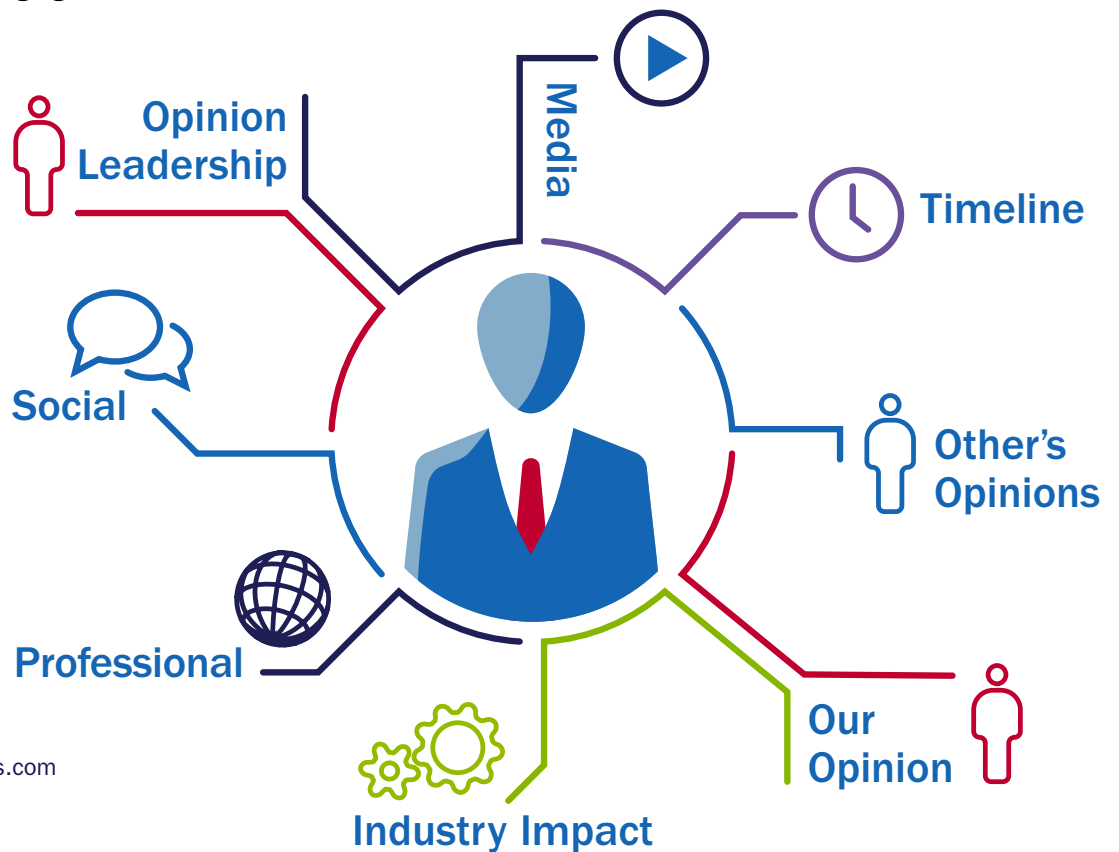 Media
Opinion
Leadership
Timeline
Social
Other's
Opinions
Professional
Our
Opinion
s.com
Industry Impact